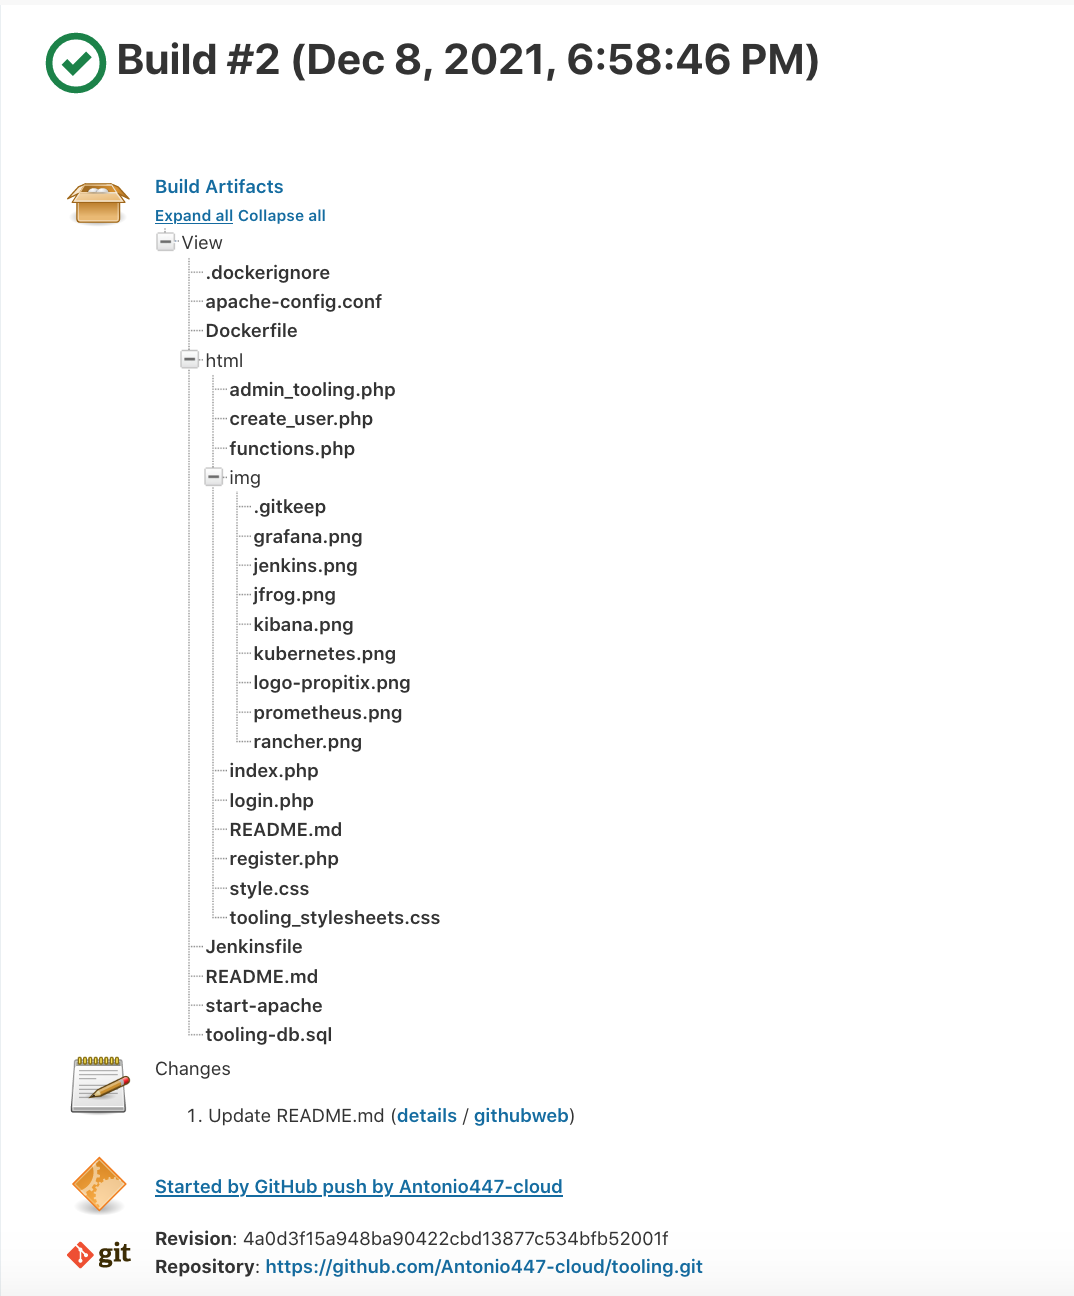 Build #2 (Dec 8, 2021, 6:58:46 PM)
Build Artifacts
Expand all Collapse all
View
.dockerignore
apache-config.conf
Dockerfile
html
admin_tooling.php
create_user.php
functions.php
img
.gitkeep
grafana.png
jenkins.png
jfrog.png
kibana.png
kubernetes.png
logo-propitix.png
prometheus.png
rancher.png
index.php
login.php
README.md
register.php
style.css
tooling_stylesheets.css
Jenkinsfile
README.md
start-apache
tooling-db.sql
Changes
1. Update README.md (details / githubweb)
Started by GitHub push by Antonio447-cloud
git
Revision: 4a0d3f15a948ba90422cbd13877c534bfb52001f
Repository: https://github.com/Antonio447-cloud/tooling.git